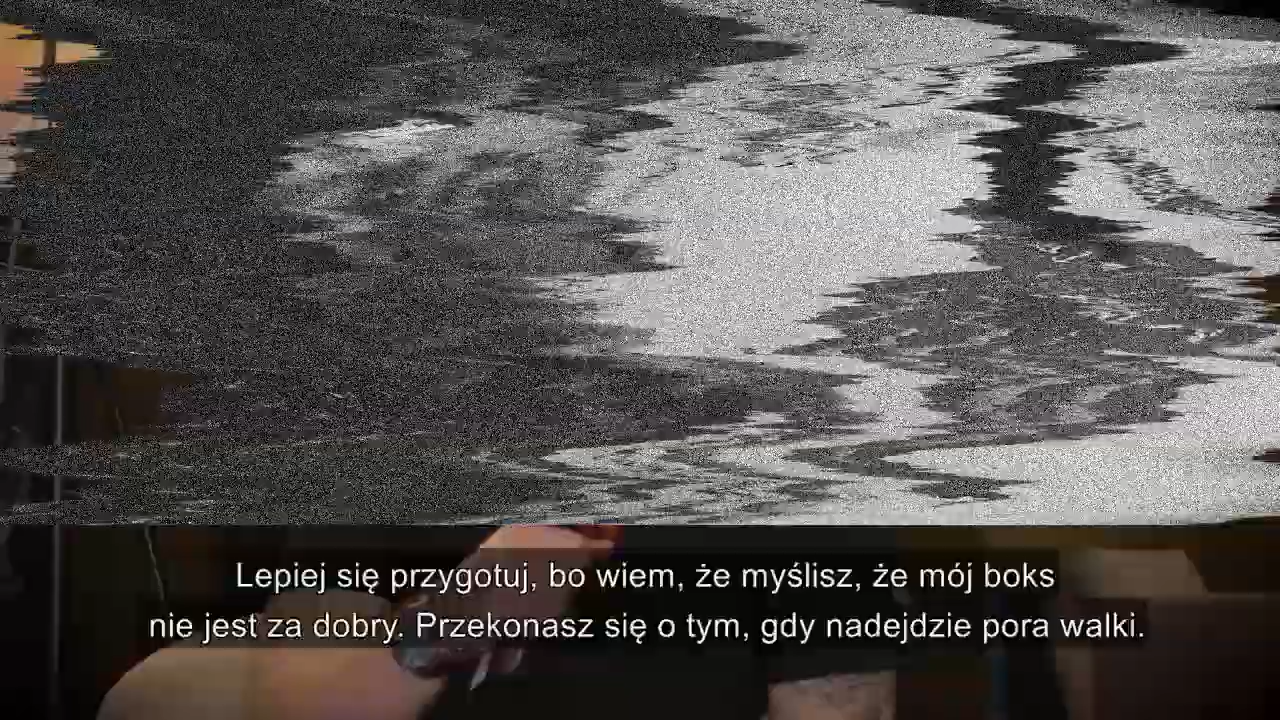 Lepiej się przygotuj, bo wiem, że myślisz, że mój boks
nie jest za dobry. Przekonasz się o tym, gdy nadejdzie pora walki.